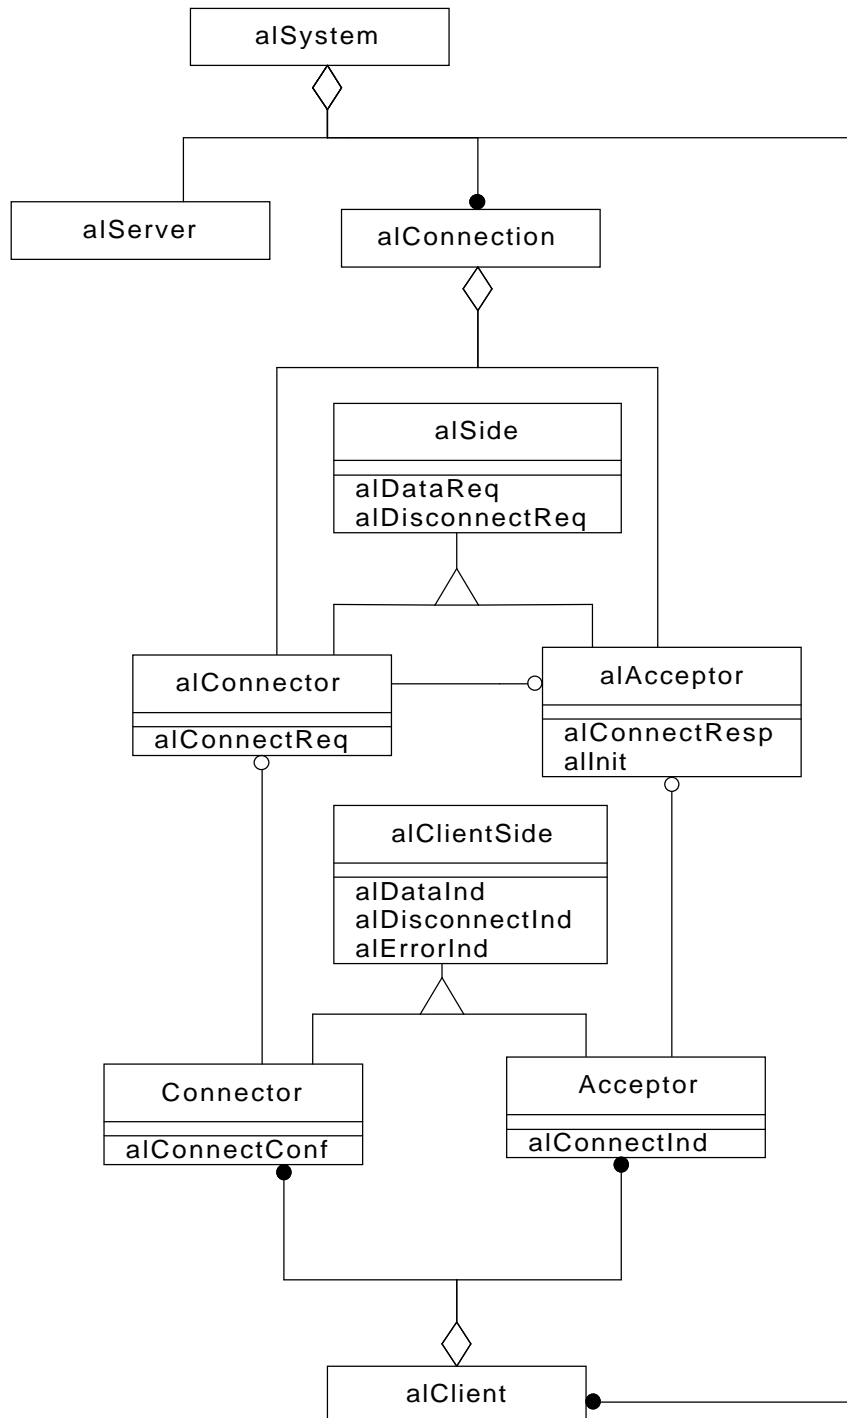 alSystem
alServer
alConnection
alSide
alDataReq
alDisconnectReq
alConnector
alConnectReq
alAcceptor
alConnectResp
alInit
alClientSide
alDataInd
alDisconnectInd
alErrorInd
Connector
alConnectConf
Acceptor
alConnectInd
alClient